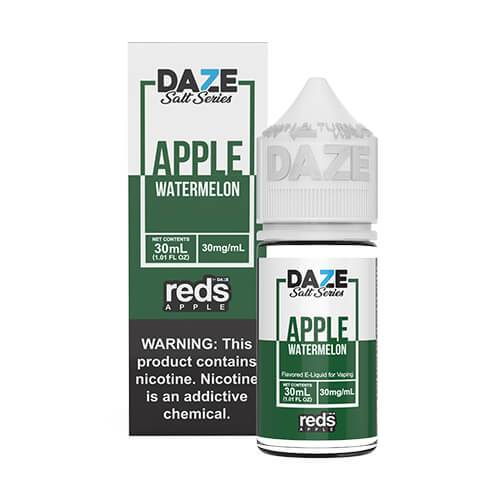 DAZE
Salt Series
APPLE
WATERMELON
NET CONTENTS
30mL
(1.01 FL OZ)
30mg/mL
reds
by DAZE
APPLE
WARNING: This
product contains
nicotine. Nicotine
is an addictive
chemical.
DAZE
DAZE
Salt Series
APPLE
WATERMELON
Flavored E-Liquid for Vaping
NET CONTENTS
30mL
(1.01 FL OZ)
30mg/mL
reds
APPLE